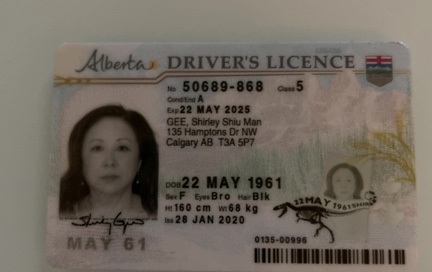 Alberta DRIVER'S LICENCE
No 50689-868 Class 5
Cond/End A
Exp 22 MAY 2025
GEE, Shirley Shiu Man
135 Hamptons Dr NW
Calgary AB T3A 5P7
DOB 22 MAY 1961
Sex F Eyes Bro Hair Blk
Ht 160 cm Wt 68 kg
Iss 28 JAN 2020
22 MAY 1961
MAY 61
0135-00996